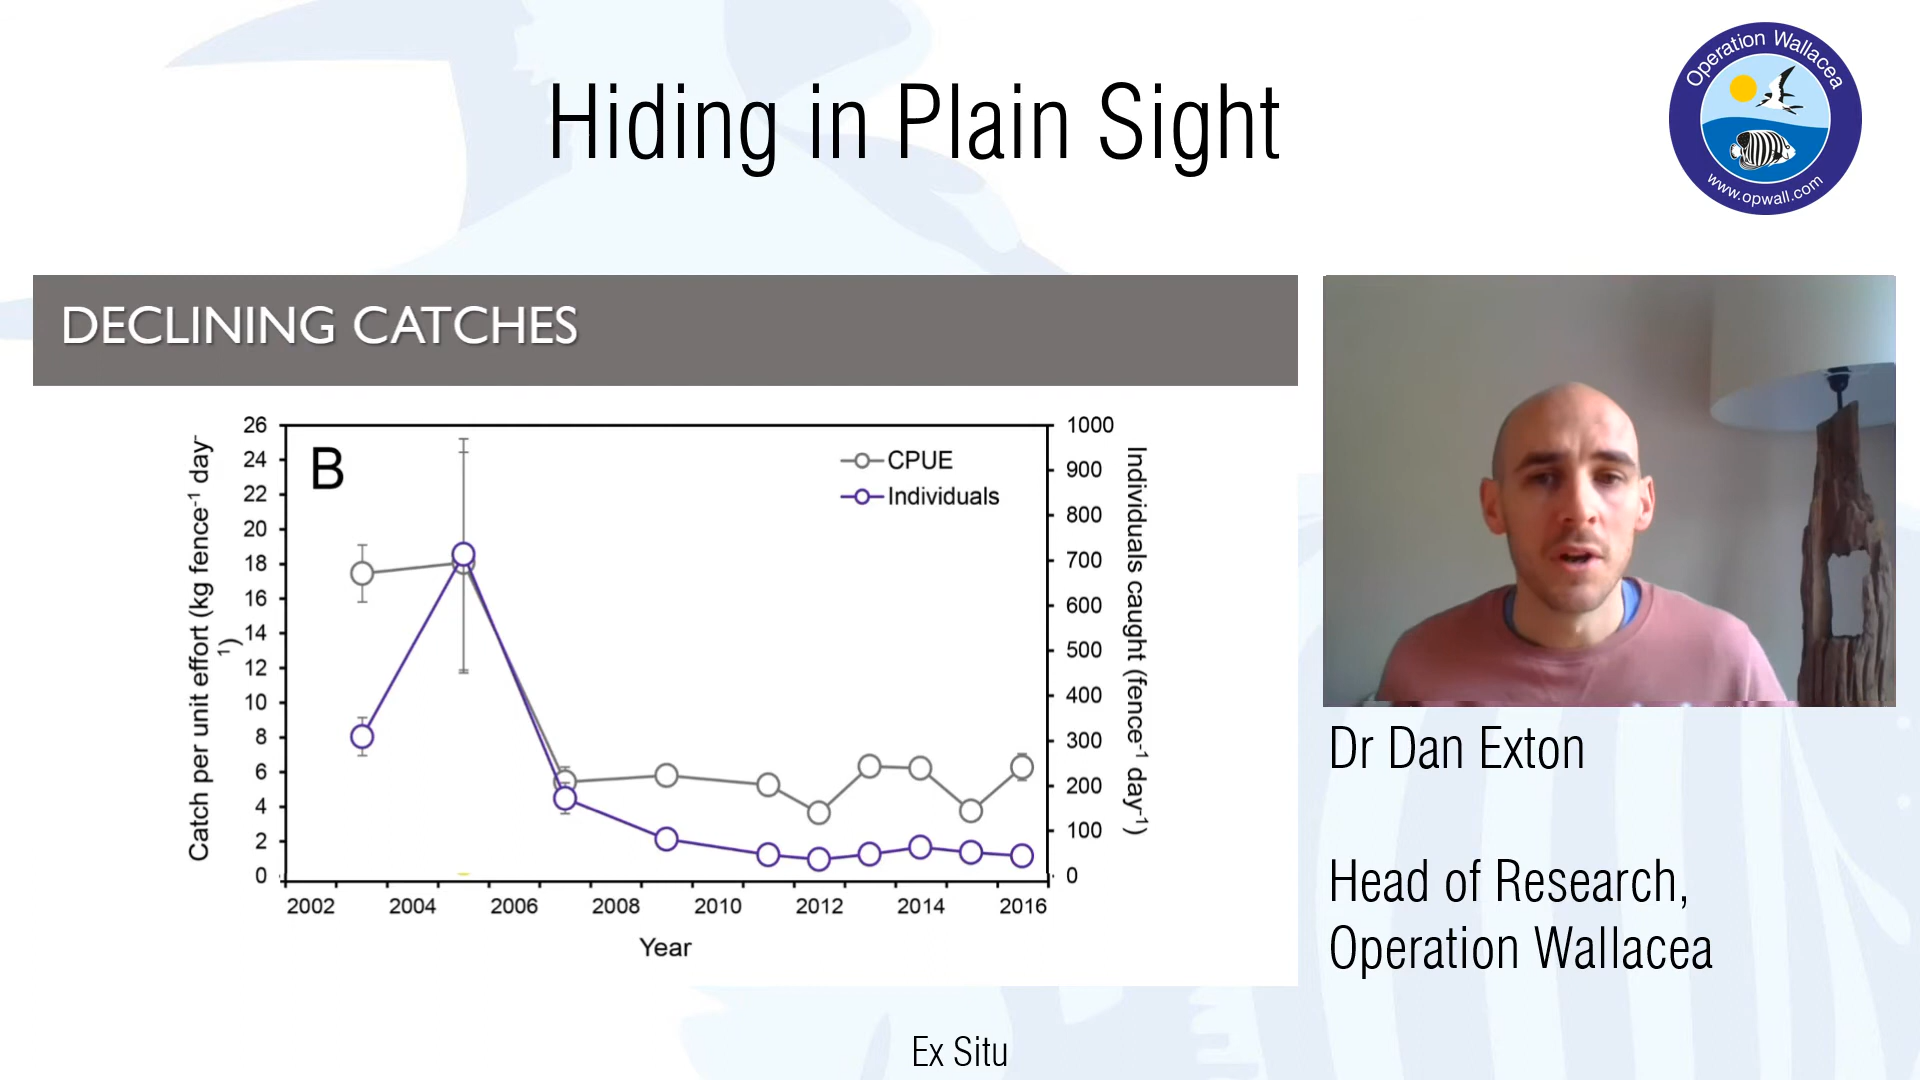 Hiding in Plain Sight
Operation Wallacea
www.opwall.com
DECLINING CATCHES
B
CPUE
Individuals
Catch per unit effort (kg fence-1 day-
1)
26
24
22
20
18
16
14
12
10
8
6
4
2
0
1000
900
800
700
600
500
400
300
200
100
0
Individuals caught (fence-1 day-1)
2002 2004 2006 2008 2010 2012 2014 2016
Year
Dr Dan Exton
Head of Research,
Operation Wallacea
Ex Situ